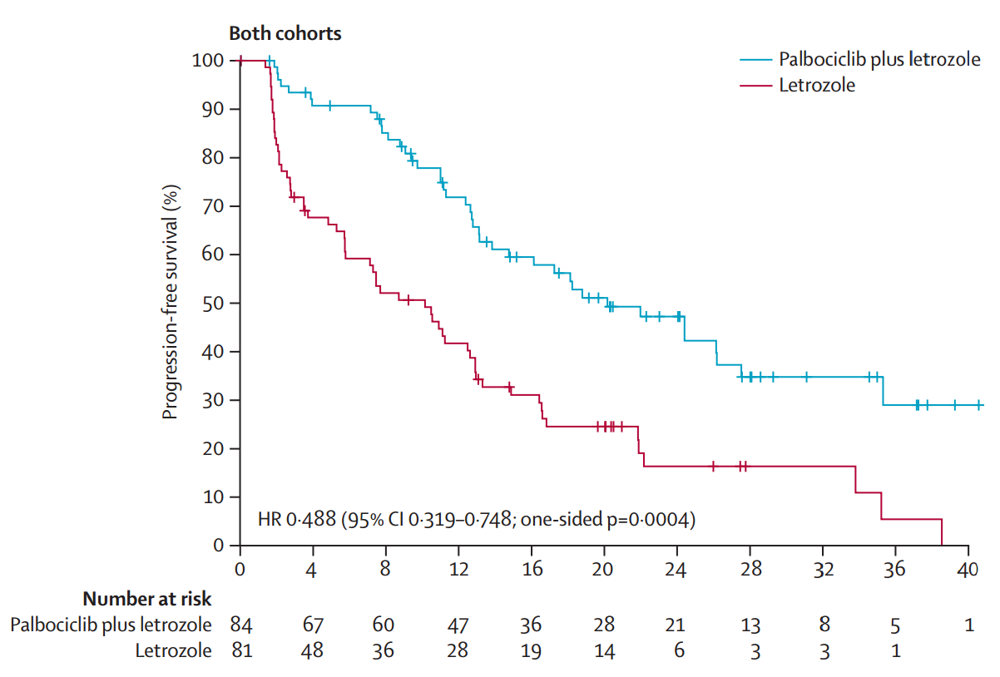 Both cohorts
Palbociclib plus letrozole
Letrozole
Progression-free survival (%)
100
90
80
70
60
50
40
30
20
10
0
HR 0·488 (95% CI 0·319–0·748; one-sided p=0·0004)
0 4 8 12 16 20 24 28 32 36 40
Number at risk
Palbociclib plus letrozole 84 67 60 47 36 28 21 13 8 5 1
Letrozole 81 48 36 28 19 14 6 3 3 1